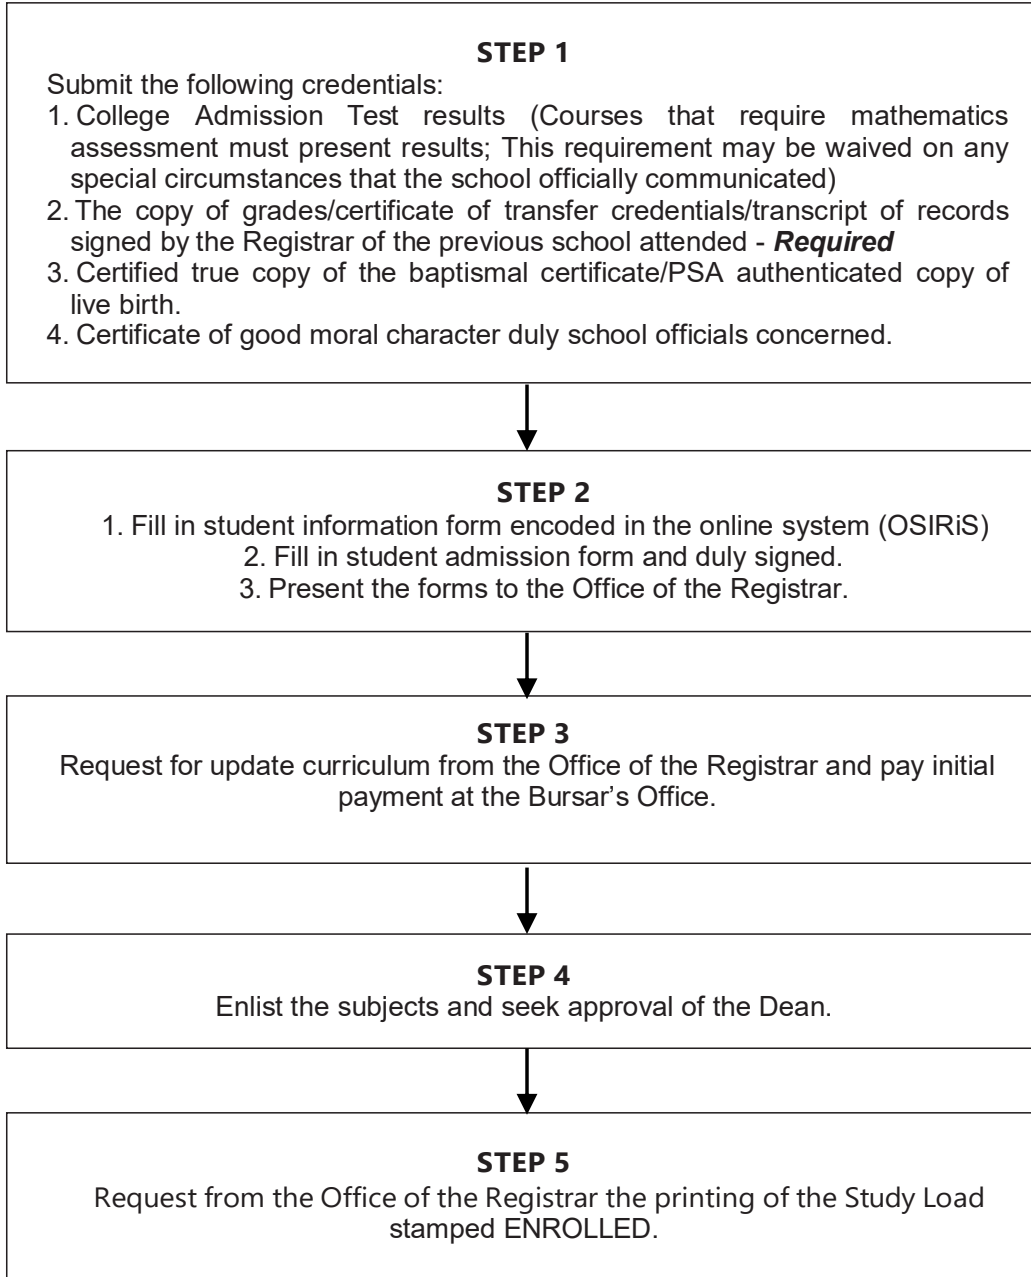 STEP 1
Submit the following credentials:
1. College Admission Test results (Courses that require mathematics
assessment must present results; This requirement may be waived on any
special circumstances that the school officially communicated)
2. The copy of grades/certificate of transfer credentials/transcript of records
signed by the Registrar of the previous school attended - Required
3. Certified true copy of the baptismal certificate/PSA authenticated copy of
live birth.
4. Certificate of good moral character duly school officials concerned.
STEP 2
1. Fill in student information form encoded in the online system (OSIRiS)
2. Fill in student admission form and duly signed.
3. Present the forms to the Office of the Registrar.
STEP 3
Request for update curriculum from the Office of the Registrar and pay initial
payment at the Bursar’s Office.
STEP 4
Enlist the subjects and seek approval of the Dean.
STEP 5
Request from the Office of the Registrar the printing of the Study Load
stamped ENROLLED.